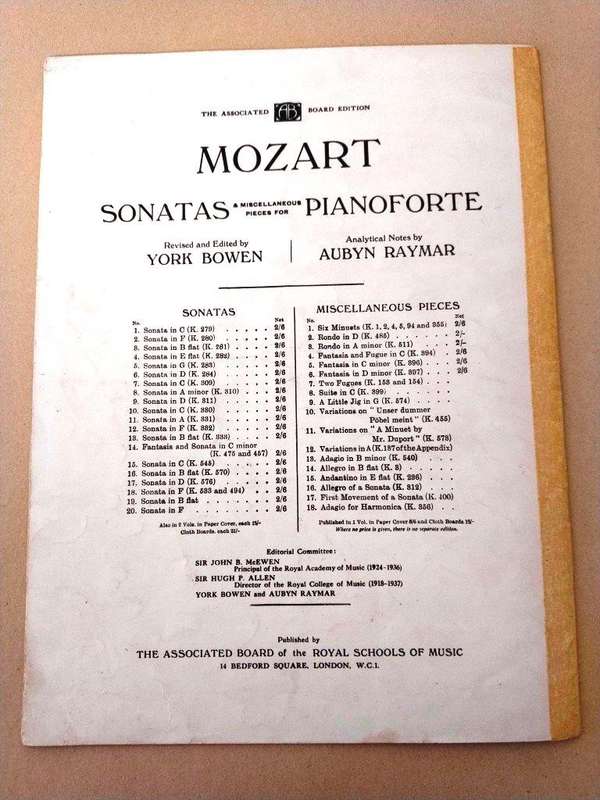 THE ASSOCIATED AB BOARD EDITION
MOZART
SONATAS & MISCELLANEOUS PIECES FOR PIANOFORTE
Revised and Edited by
YORK BOWEN
Analytical Notes by
AUBYN RAYMAR
SONATAS
No. Net
1. Sonata in C (K. 279) . . . . . 2/6
2. Sonata in F (K. 280) . . . . . 2/6
3. Sonata in B flat (K. 281) . . . . 2/6
4. Sonata in E flat (K. 282) . . . . 2/6
5. Sonata in G (K. 283) . . . . . 2/6
6. Sonata in D (K. 284) . . . . . 2/6
7. Sonata in C (K. 309) . . . . . 2/6
8. Sonata in A minor (K. 310) . . . . 2/6
9. Sonata in D (K. 311) . . . . . 2/6
10. Sonata in C (K. 330) . . . . . 2/6
11. Sonata in A (K. 331) . . . . . 2/6
12. Sonata in F (K. 332) . . . . . 2/6
13. Sonata in B flat (K. 333) . . . . 2/6
14. Fantasia and Sonata in C minor
(K. 475 and 457) 2/6
15. Sonata in C (K. 545) . . . . . 2/6
16. Sonata in B flat (K. 570) . . . . 2/6
17. Sonata in D (K. 576) . . . . . 2/6
18. Sonata in F (K. 533 and 494) . . . 2/6
19. Sonata in B flat . . . . . . 2/6
20. Sonata in F . . . . . . . . 2/6
Also in 2 Vols. in Paper Cover, each
Cloth Boards, each
MISCELLANEOUS PIECES
No. Net
1. Six Minuets (K. 1, 2, 4, 5, 94 and 355) 2/6
2. Rondo in D (K. 485) . . . . . . 2/-
3. Rondo in A minor (K. 511) . . . . 2/-
4. Fantasia and Fugue in C (K. 394) . . 2/6
5. Fantasia in C minor (K. 396) . . . 2/6
6. Fantasia in D minor (K. 397) . . . 2/6
7. Two Fugues (K. 153 and 154) . . .
8. Suite in C (K. 399) . . . . . .
9. A Little Jig in G (K. 574) . . . .
10. Variations on "Unser dummer
Pöbel meint" (K. 455)
11. Variations on "A Minuet by
Mr. Duport" (K. 573)
12. Variations in A (K. 137 of the Appendix)
13. Adagio in B minor (K. 540) . . . .
14. Allegro in B flat (K. 3) . . . . .
15. Andantino in E flat (K. 236) . . . .
16. Allegro of a Sonata (K. 312) . . . .
17. First Movement of a Sonata (K. 400)
18. Adagio for Harmonica (K. 356) . .
Published in 1 Vol. in Paper Cover 8/6 and Cloth Boards
Where no price is given, there is no separate edition.
Editorial Committee:
SIR JOHN B. McEWEN
Principal of the Royal Academy of Music (1924-1936)
SIR HUGH P. ALLEN
Director of the Royal College of Music (1918-1937)
YORK BOWEN and AUBYN RAYMAR
Published by
THE ASSOCIATED BOARD of the ROYAL SCHOOLS OF MUSIC
14 BEDFORD SQUARE, LONDON, W.C.1.